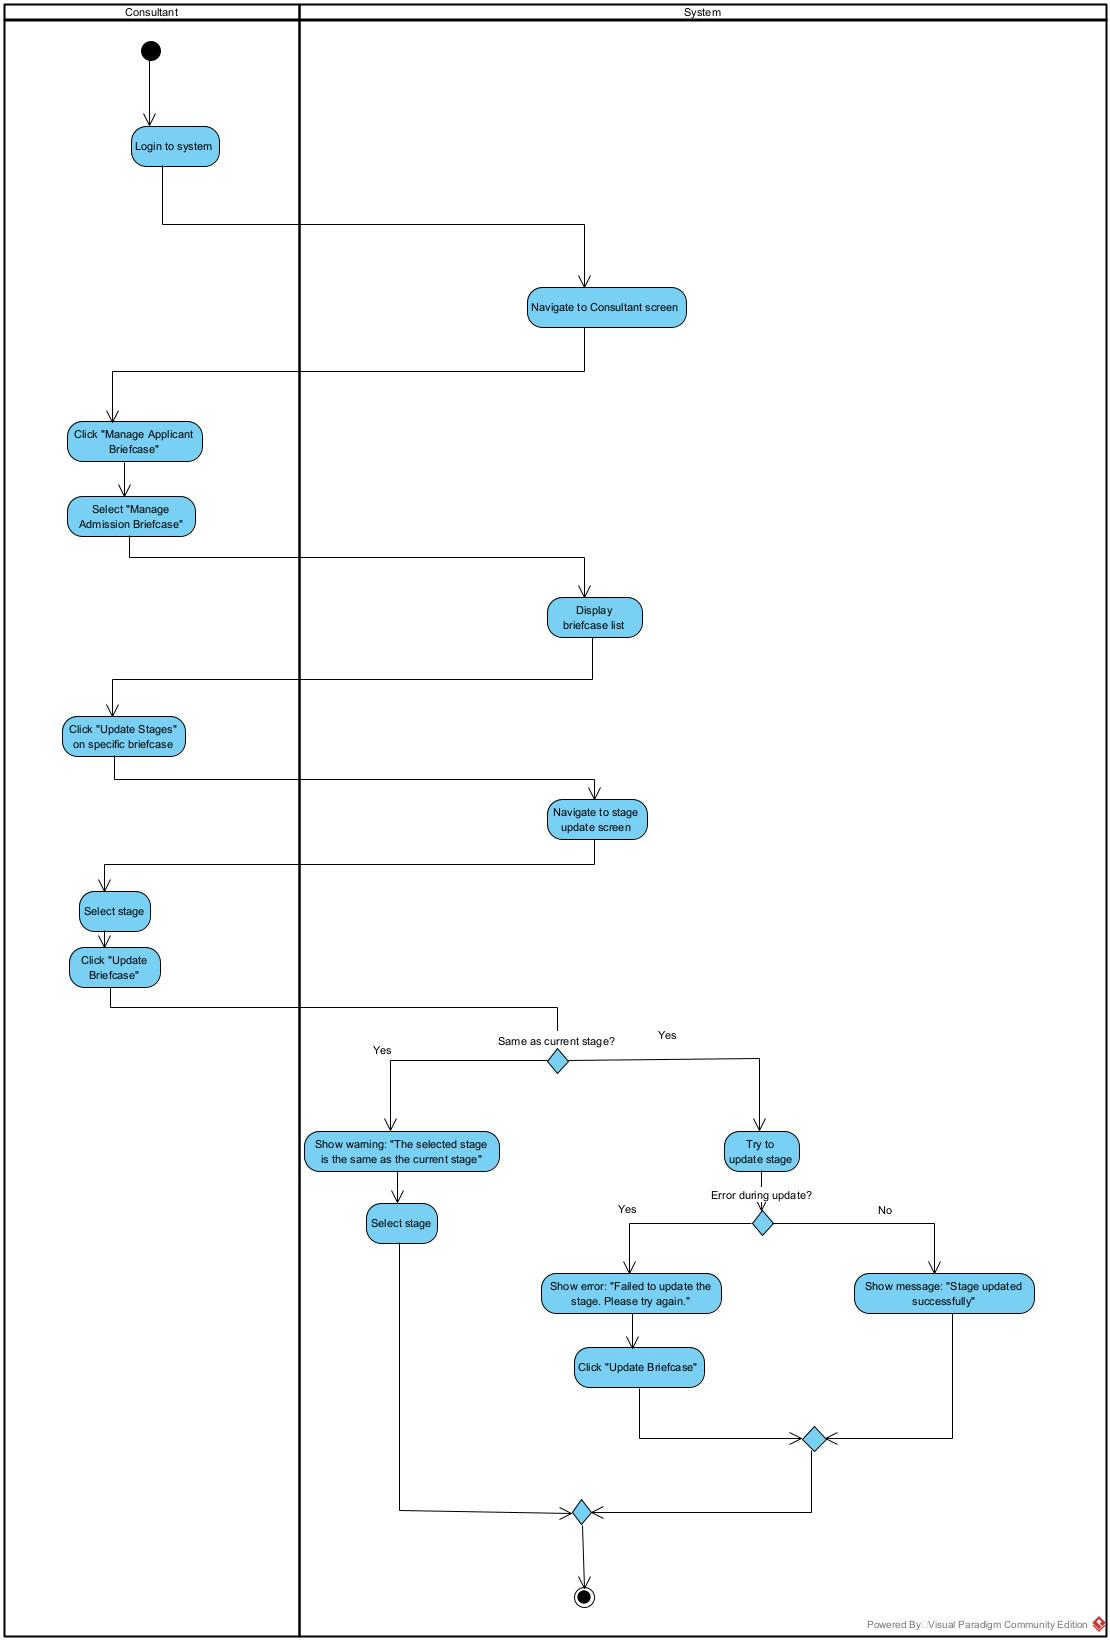 Consultant
System
Login to system
Navigate to Consultant screen
Click "Manage Applicant
Briefcase"
Select "Manage
Admission Briefcase"
Display
briefcase list
Click "Update Stages"
on specific briefcase
Navigate to stage
update screen
Select stage
Click "Update
Briefcase"
Same as current stage?
Yes
Yes
Show warning: "The selected stage
is the same as the current stage"
Try to
update stage
Select stage
Error during update?
Yes
No
Show error: "Failed to update the
stage. Please try again."
Show message: "Stage updated
successfully"
Click "Update Briefcase"
Powered By Visual Paradigm Community Edition